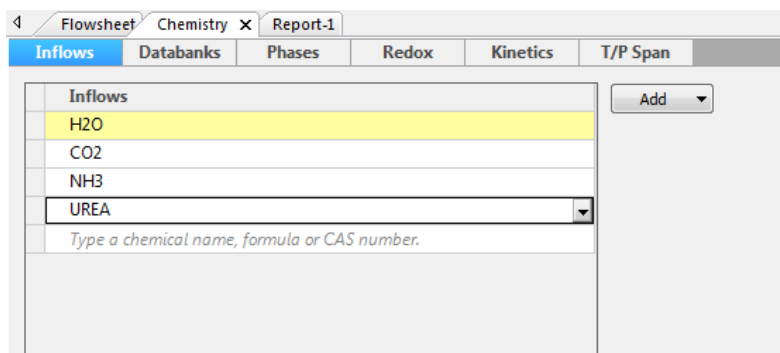 Flowsheet Chemistry x Report-1
Inflows Databanks Phases Redox Kinetics T/P Span
Inflows
Add
H2O
CO2
NH3
UREA
Type a chemical name, formula or CAS number.